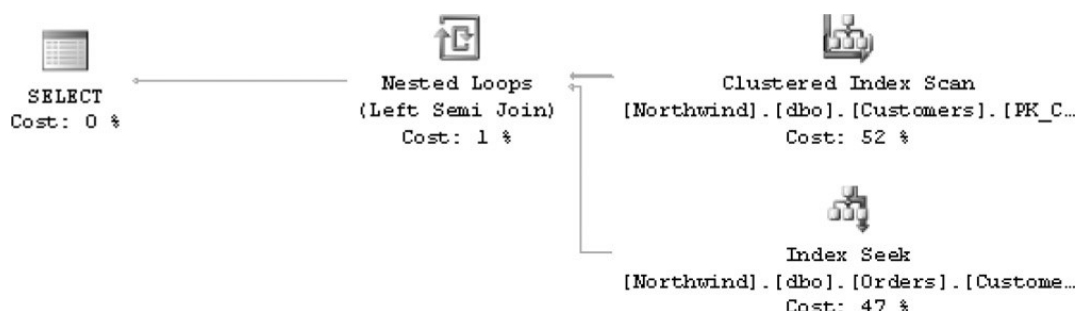 SELECT
Cost: 0 %
Nested Loops
(Left Semi Join)
Cost: 1 %
Clustered Index Scan
[Northwind].[dbo].[Customers].[PK_C…
Cost: 52 %
Index Seek
[Northwind].[dbo].[Orders].[Custome…
Cost: 47 %